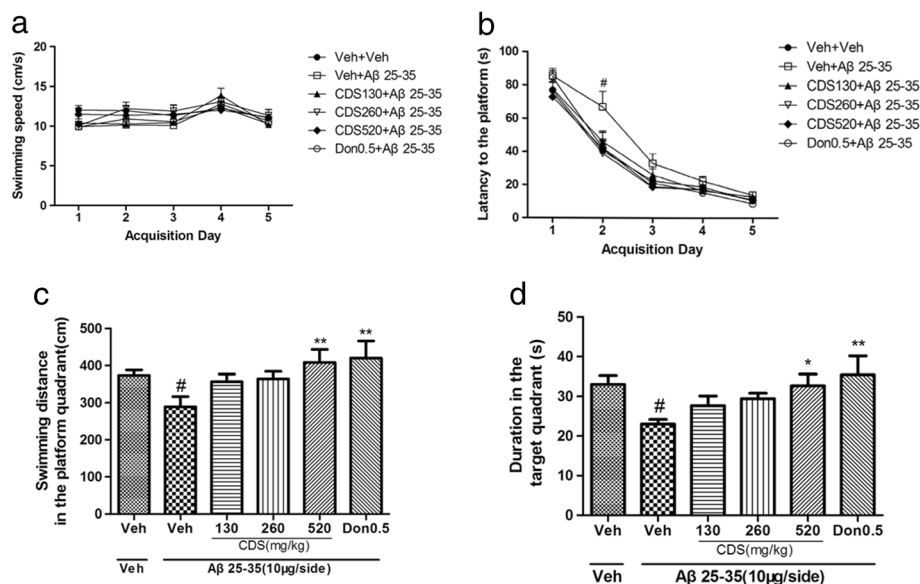 a
Swimming speed (cm/s)
20
15
10
5
0
1 2 3 4 5
Acquisition Day
Veh+Veh
Veh+Aβ 25-35
CDS130+Aβ 25-35
CDS260+Aβ 25-35
CDS520+Aβ 25-35
Don0.5+Aβ 25-35
b
Latancy to the platform (s)
100
80
60
40
20
0
#
1 2 3 4 5
Acquisition Day
Veh+Veh
Veh+Aβ 25-35
CDS130+Aβ 25-35
CDS260+Aβ 25-35
CDS520+Aβ 25-35
Don0.5+Aβ 25-35
c
Swimming distance
in the platform quadrant(cm)
500
400
300
200
100
0
# ** **
Veh Veh 130 260 520 Don0.5
CDS(mg/kg)
Veh Aβ 25-35(10μg/side)
d
Duration in the
target quadrant (s)
50
40
30
20
10
0
# * **
Veh Veh 130 260 520 Don0.5
CDS(mg/kg)
Veh Aβ 25-35(10μg/side)